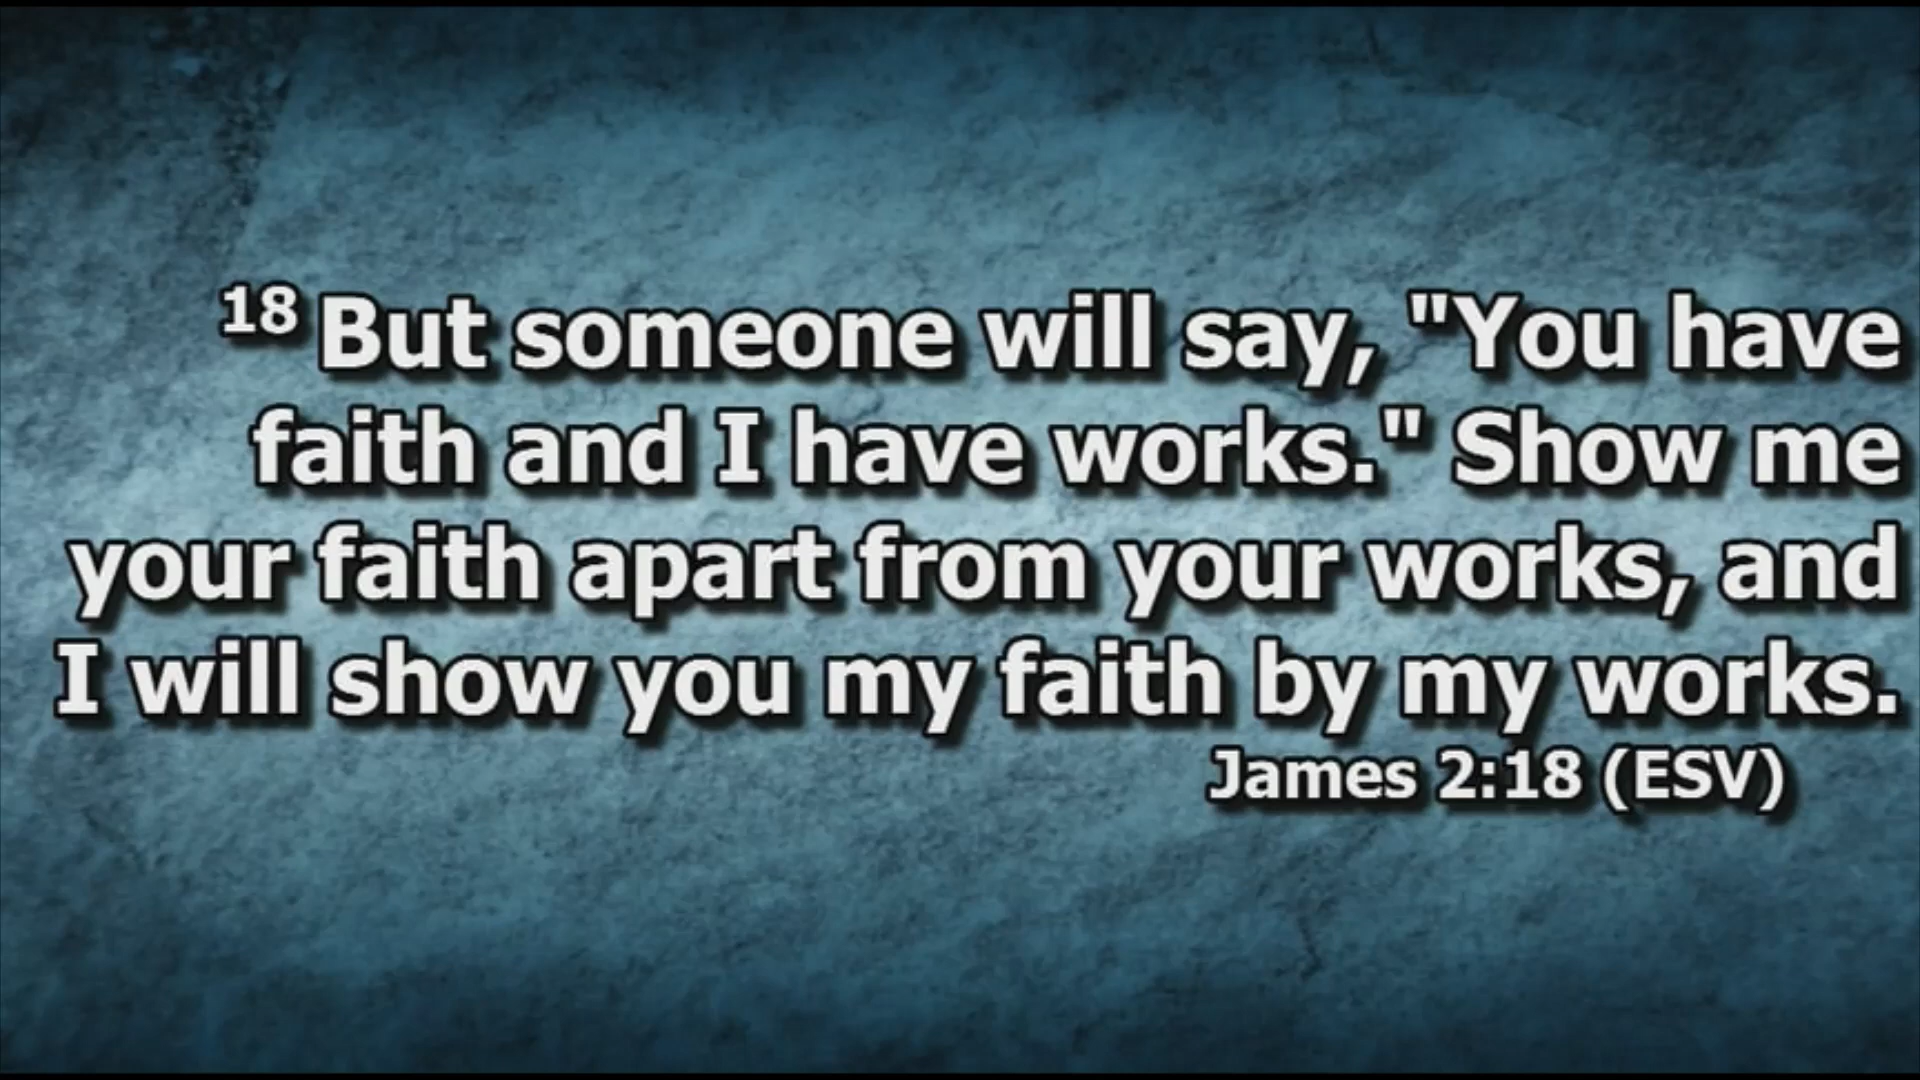 18 But someone will say, "You have
faith and I have works." Show me
your faith apart from your works, and
I will show you my faith by my works.
James 2:18 (ESV)